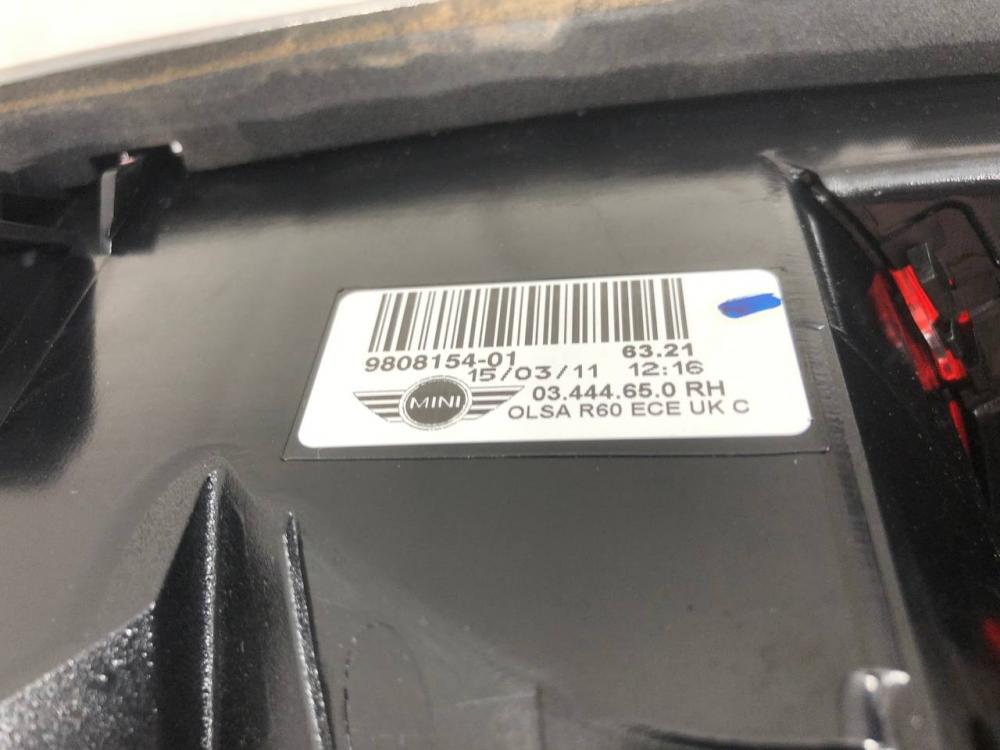 9808154-01 63.21
15/03/11 12:16
MINI 03.444.65.0 RH
OLSA R60 ECE UK C